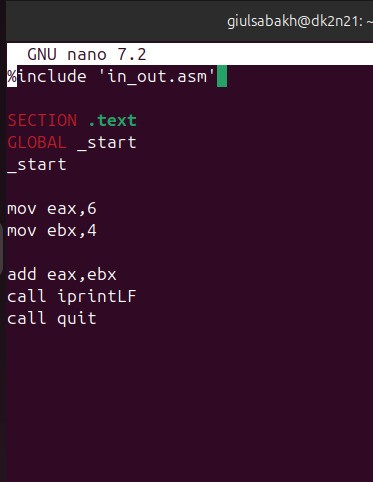 giulsabakh@dk2n21: ~
GNU nano 7.2
%include 'in_out.asm'
SECTION .text
GLOBAL _start
_start
mov eax,6
mov ebx,4
add eax,ebx
call iprintLF
call quit